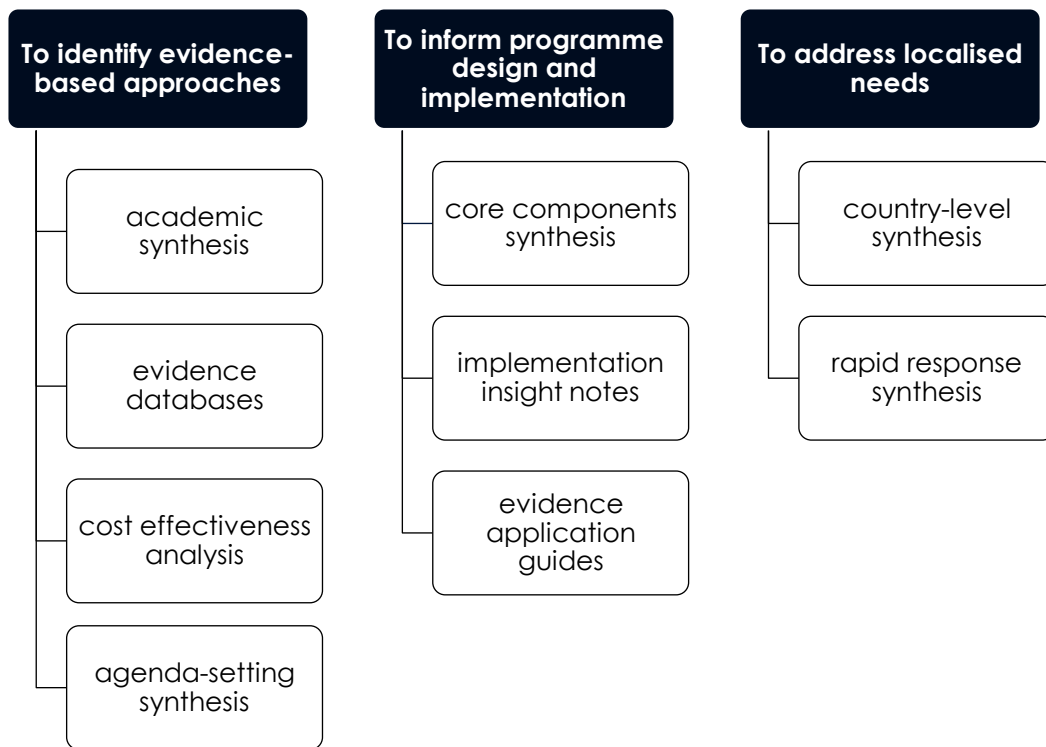 To identify evidence-
based approaches
academic
synthesis
evidence
databases
cost effectiveness
analysis
agenda-setting
synthesis
To inform programme
design and
implementation
core components
synthesis
implementation
insight notes
evidence
application
guides
To address localised
needs
country-level
synthesis
rapid response
synthesis